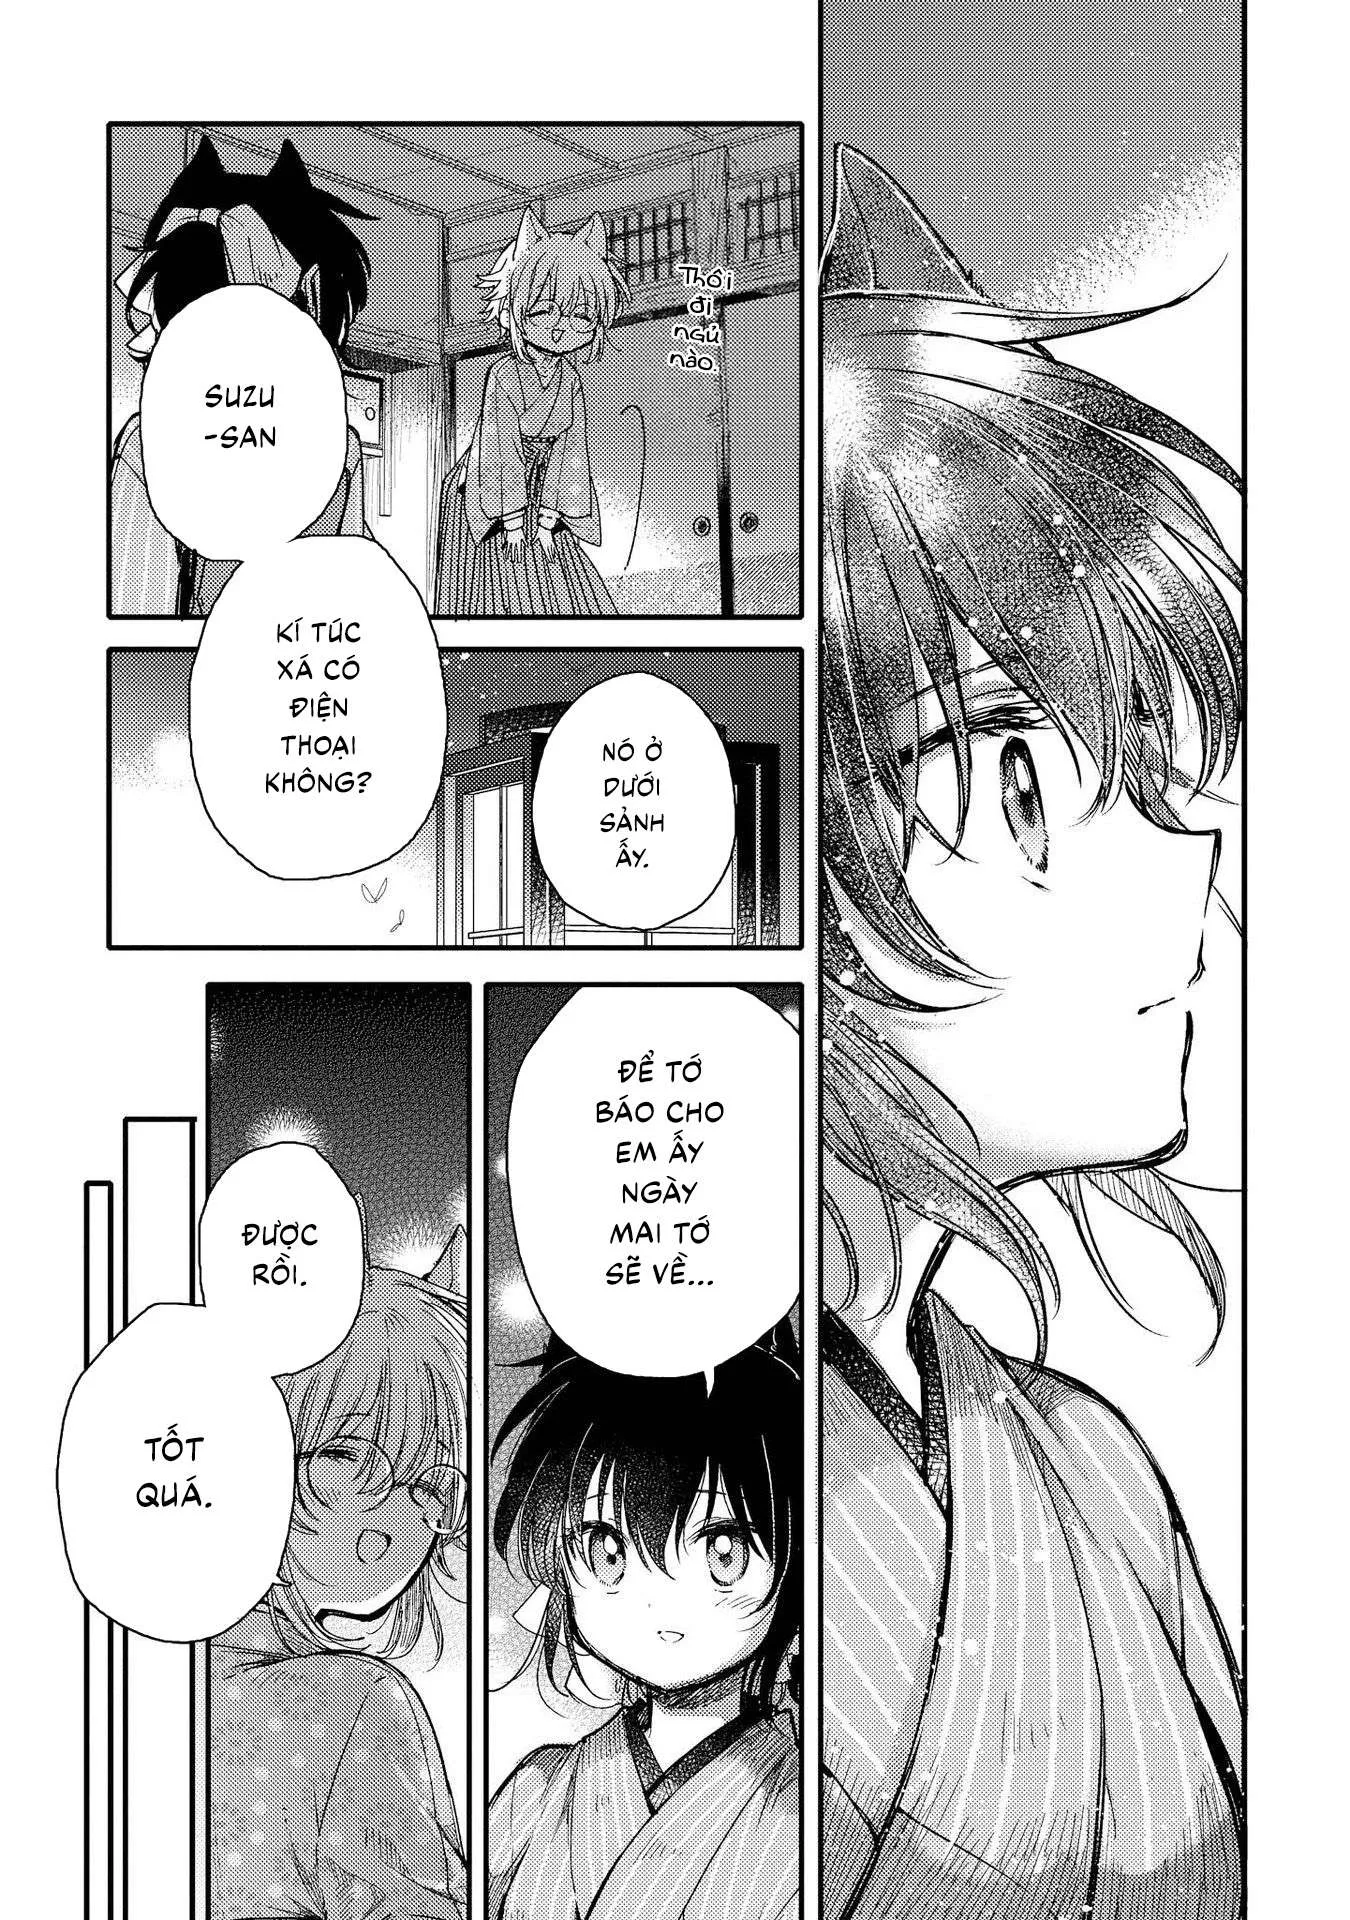 Thôi
đi
ngủ
nào.
SUZU
-SAN
KÍ TÚC
XÁ CÓ
ĐIỆN
THOẠI
KHÔNG?
NÓ Ở
DƯỚI
SẢNH
ẤY.
ĐỂ TỚ
BÁO CHO
EM ẤY
NGÀY
MAI TỚ
SẼ VỀ...
ĐƯỢC
RỒI.
TỐT
QUÁ.